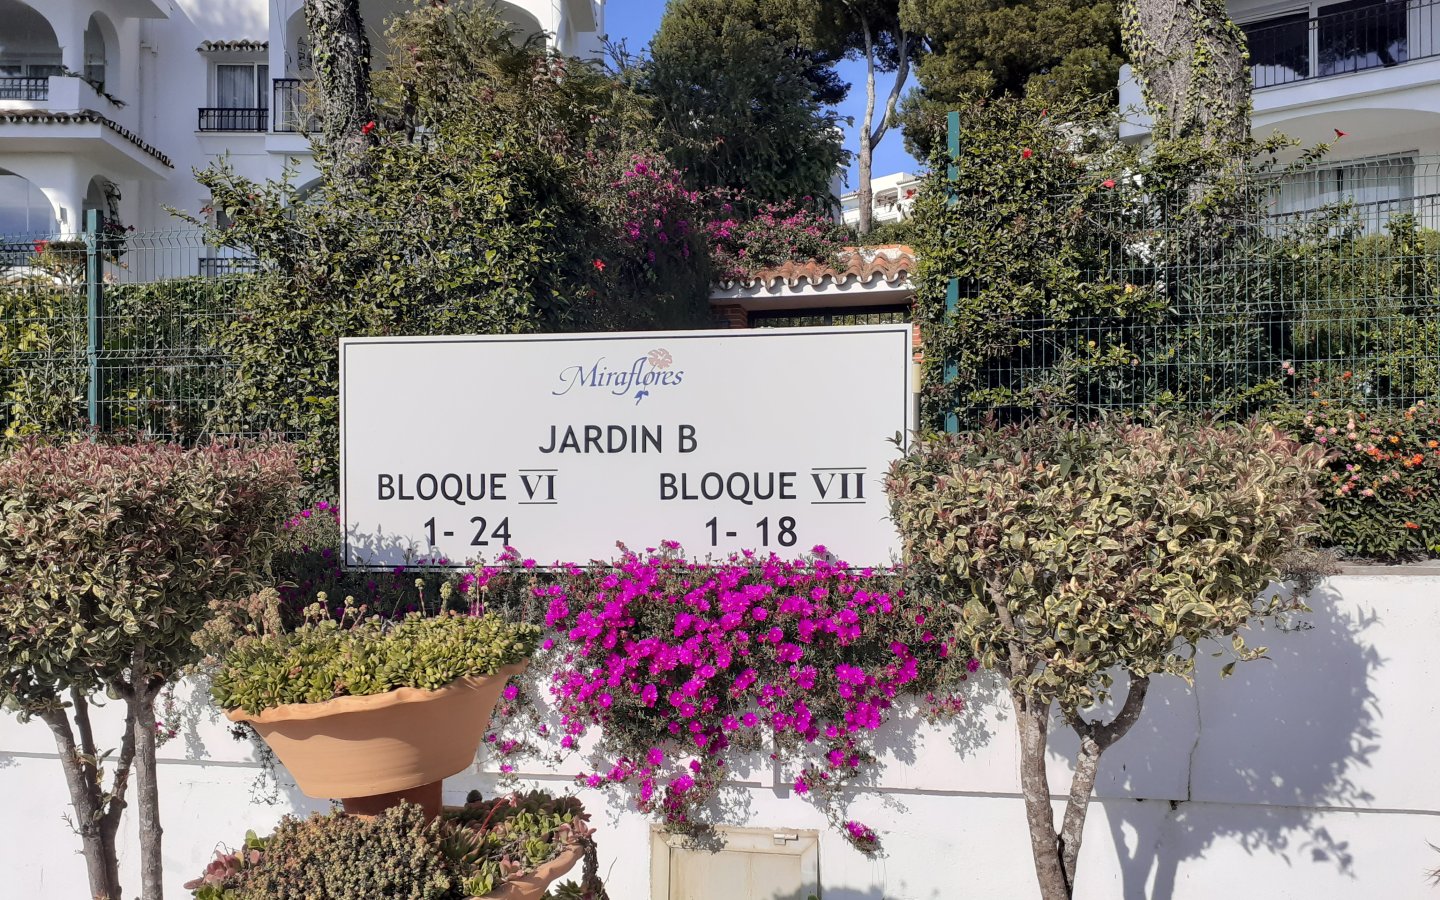 Miraflores
JARDIN B
BLOQUE VI BLOQUE VII
1- 24 1- 18